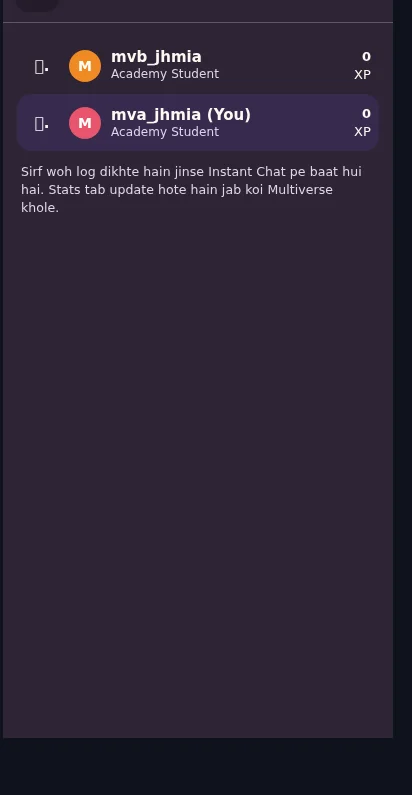 mvb_jhmia
Academy Student
0
XP
M
mva_jhmia (You)
Academy Student
0
XP
M
Sirf woh log dikhte hain jinse Instant Chat pe baat hui
hai. Stats tab update hote hain jab koi Multiverse
khole.